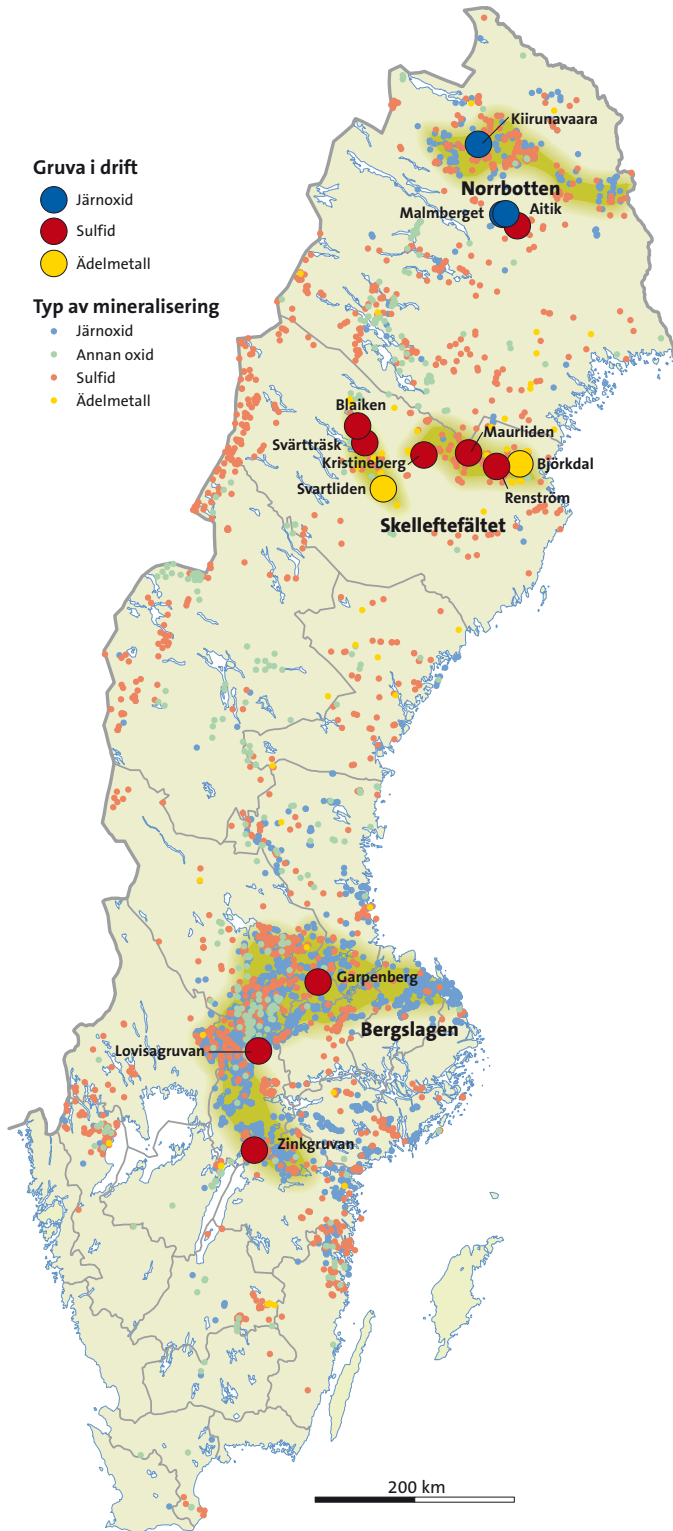 Kiirunavaara
Gruva i drift
Järnoxid
Sulfid
Ädelmetall
Norrbotten
Malmberget
Aitik
Typ av mineralisering
Järnoxid
Annan oxid
Sulfid
Ädelmetall
Blaiken
Svärtträsk
Kristineberg
Maurliden
Björkdal
Svartliden
Renström
Skelleftefältet
Garpenberg
Bergslagen
Lovisagruvan
Zinkgruvan
200 km